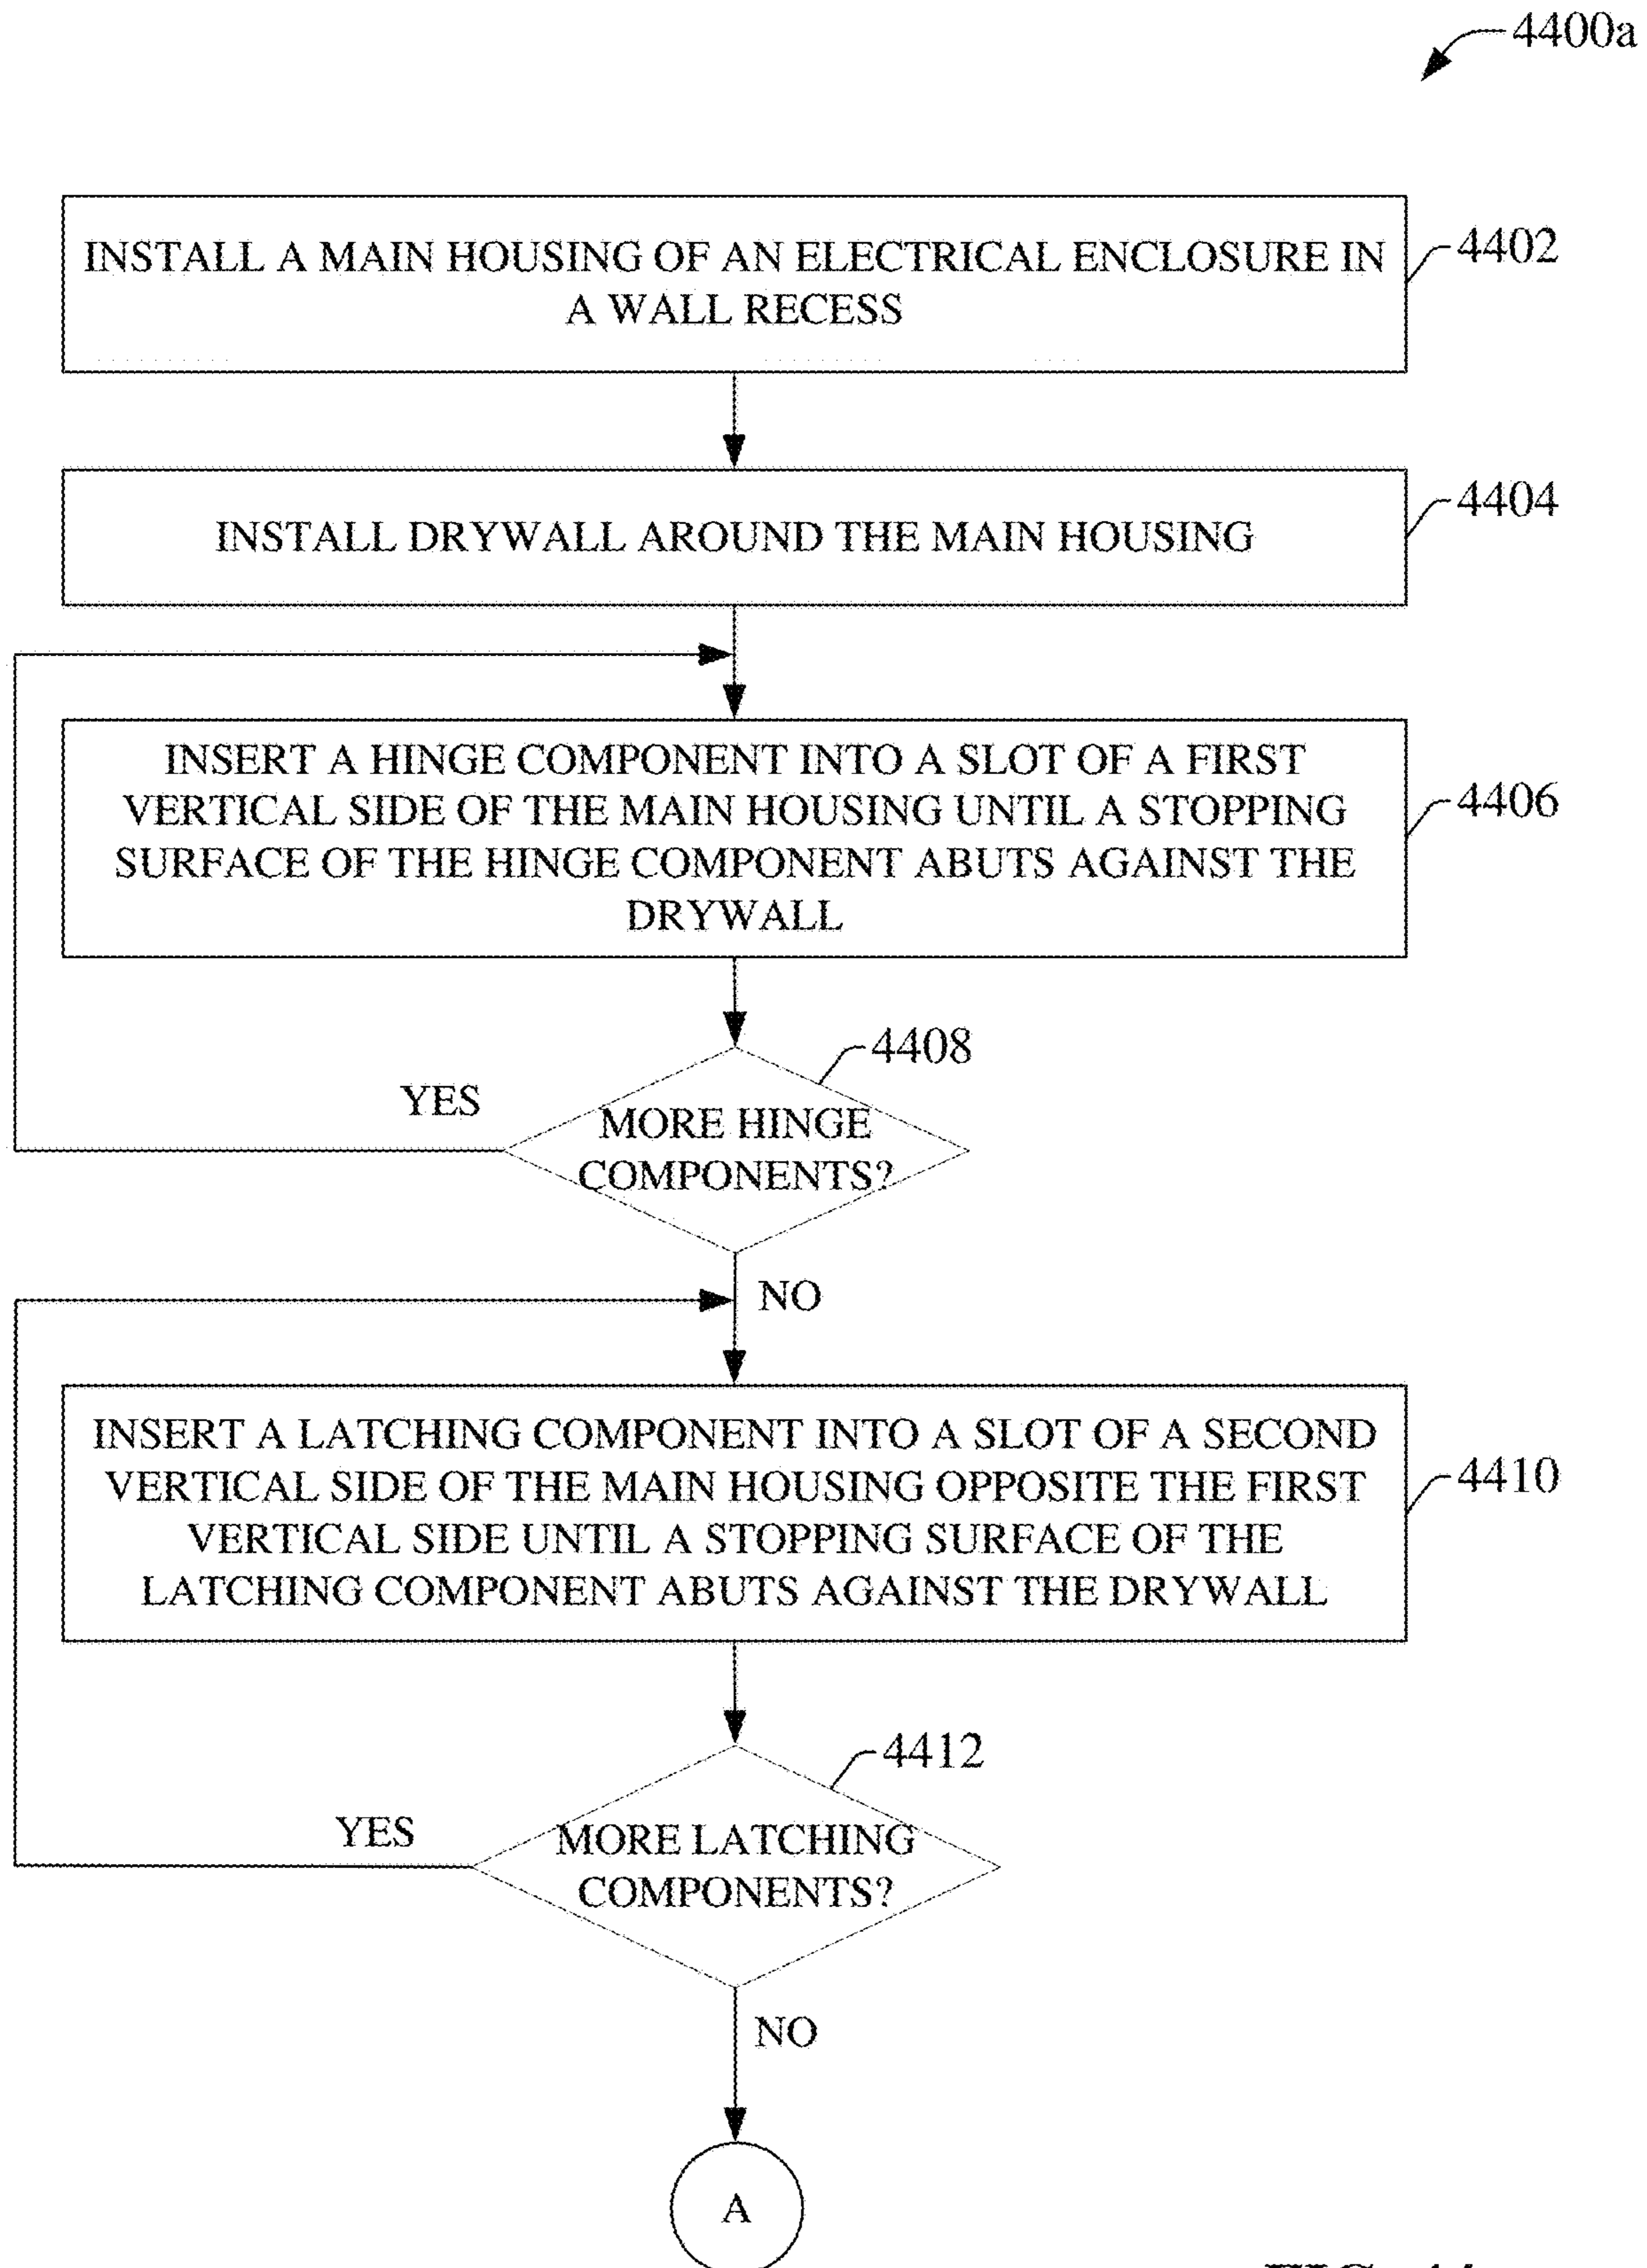 4400a
INSTALL A MAIN HOUSING OF AN ELECTRICAL ENCLOSURE IN
A WALL RECESS
4402
INSTALL DRYWALL AROUND THE MAIN HOUSING
4404
INSERT A HINGE COMPONENT INTO A SLOT OF A FIRST
VERTICAL SIDE OF THE MAIN HOUSING UNTIL A STOPPING
SURFACE OF THE HINGE COMPONENT ABUTS AGAINST THE
DRYWALL
4406
4408
YES
MORE HINGE
COMPONENTS?
NO
INSERT A LATCHING COMPONENT INTO A SLOT OF A SECOND
VERTICAL SIDE OF THE MAIN HOUSING OPPOSITE THE FIRST
VERTICAL SIDE UNTIL A STOPPING SURFACE OF THE
LATCHING COMPONENT ABUTS AGAINST THE DRYWALL
4410
4412
YES
MORE LATCHING
COMPONENTS?
NO
A